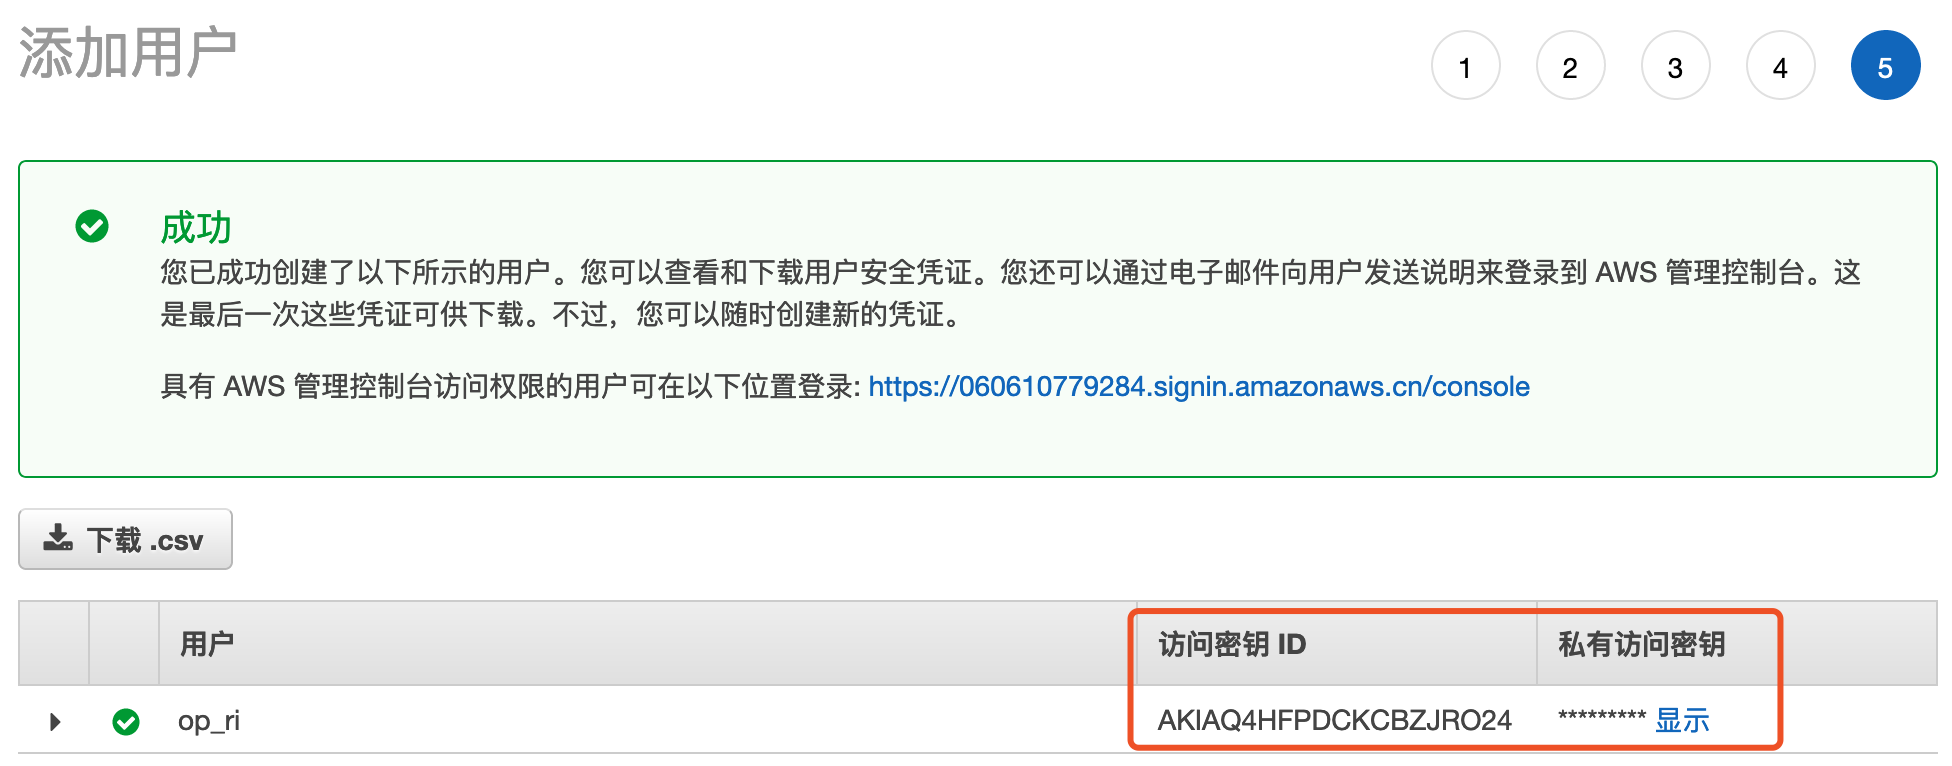 添加用户
1 2 3 4 5
成功
您已成功创建了以下所示的用户。您可以查看和下载用户安全凭证。您还可以通过电子邮件向用户发送说明来登录到 AWS 管理控制台。这
是最后一次这些凭证可供下载。不过，您可以随时创建新的凭证。
具有 AWS 管理控制台访问权限的用户可在以下位置登录: https://060610779284.signin.amazonaws.cn/console
下载 .csv
用户 访问密钥 ID 私有访问密钥
op_ri AKIAQ4HFPDCKCBZJRO24 ********* 显示